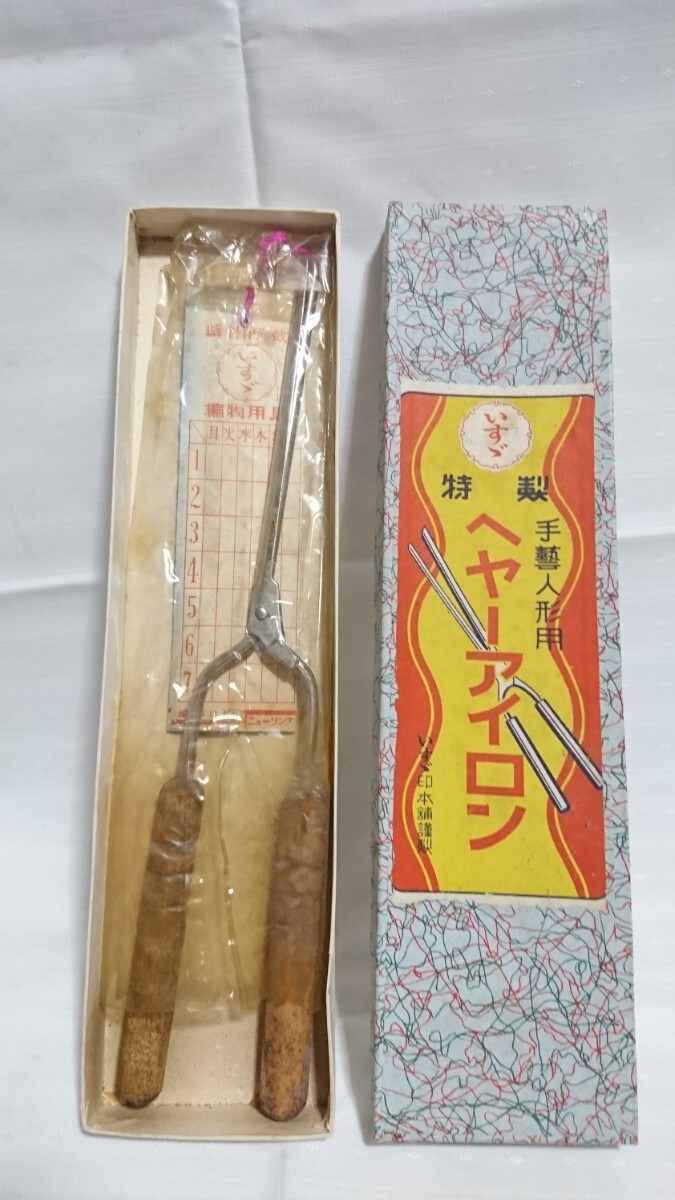 いすゞ
特製
手藝人形用
ヘヤーアイロン
いすゞ印本舗謹製
いすゞ
編物用具
月火水木
1
2
3
4
5
6
7
ニューリング